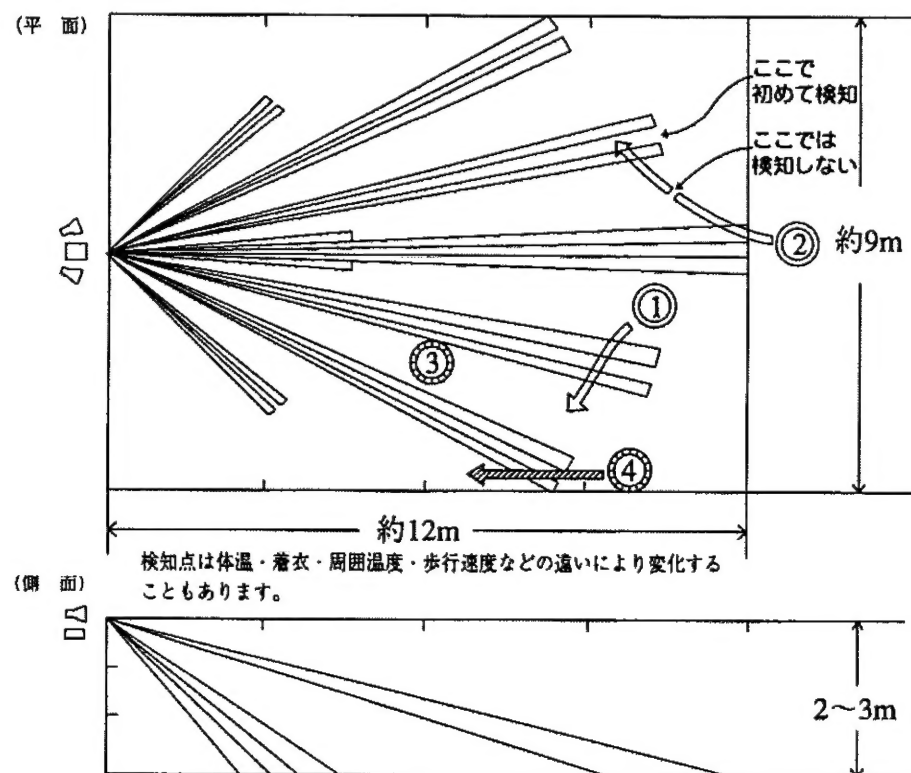 (平 面)
ここで
初めて検知
ここでは
検知しない
②
約9m
①
③
④
約12m
検知点は体温・着衣・周囲温度・歩行速度などの違いにより変化する
こともあります。
(側 面)
2～3m